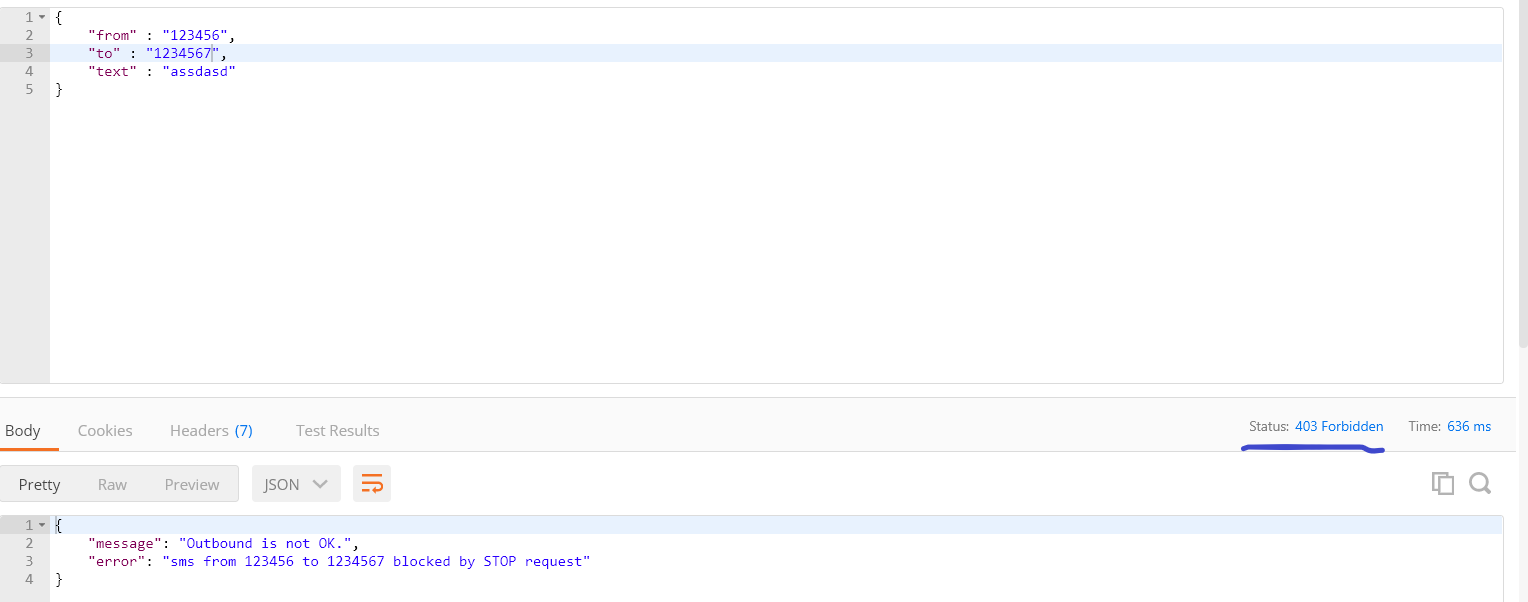 1 {
2 "from" : "123456",
3 "to" : "1234567",
4 "text" : "assdasd"
5 }
Body Cookies Headers (7) Test Results Status: 403 Forbidden Time: 636 ms
Pretty Raw Preview JSON
1 {
2 "message": "Outbound is not OK.",
3 "error": "sms from 123456 to 1234567 blocked by STOP request"
4 }